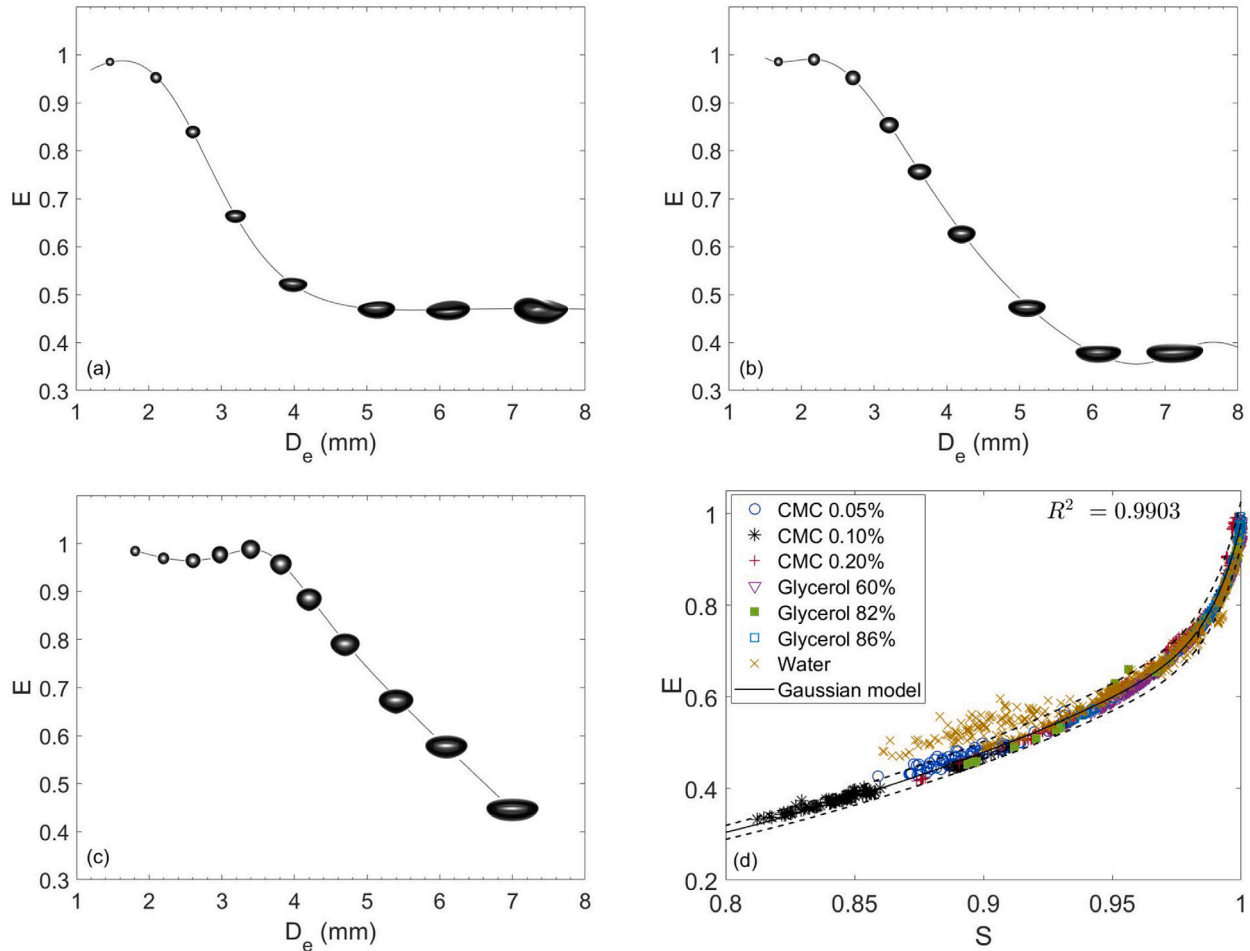 1
0.9
0.8
0.7
0.6
0.5
0.4
0.3
E
(a)
1 2 3 4 5 6 7 8
D_e (mm)
1
0.9
0.8
0.7
0.6
0.5
0.4
0.3
E
(b)
1 2 3 4 5 6 7 8
D_e (mm)
1
0.9
0.8
0.7
0.6
0.5
0.4
0.3
E
(c)
1 2 3 4 5 6 7 8
D_e (mm)
1
0.8
0.6
0.4
0.2
E
CMC 0.05%
CMC 0.10%
CMC 0.20%
Glycerol 60%
Glycerol 82%
Glycerol 86%
Water
Gaussian model
R² = 0.9903
(d)
0.8 0.85 0.9 0.95 1
S